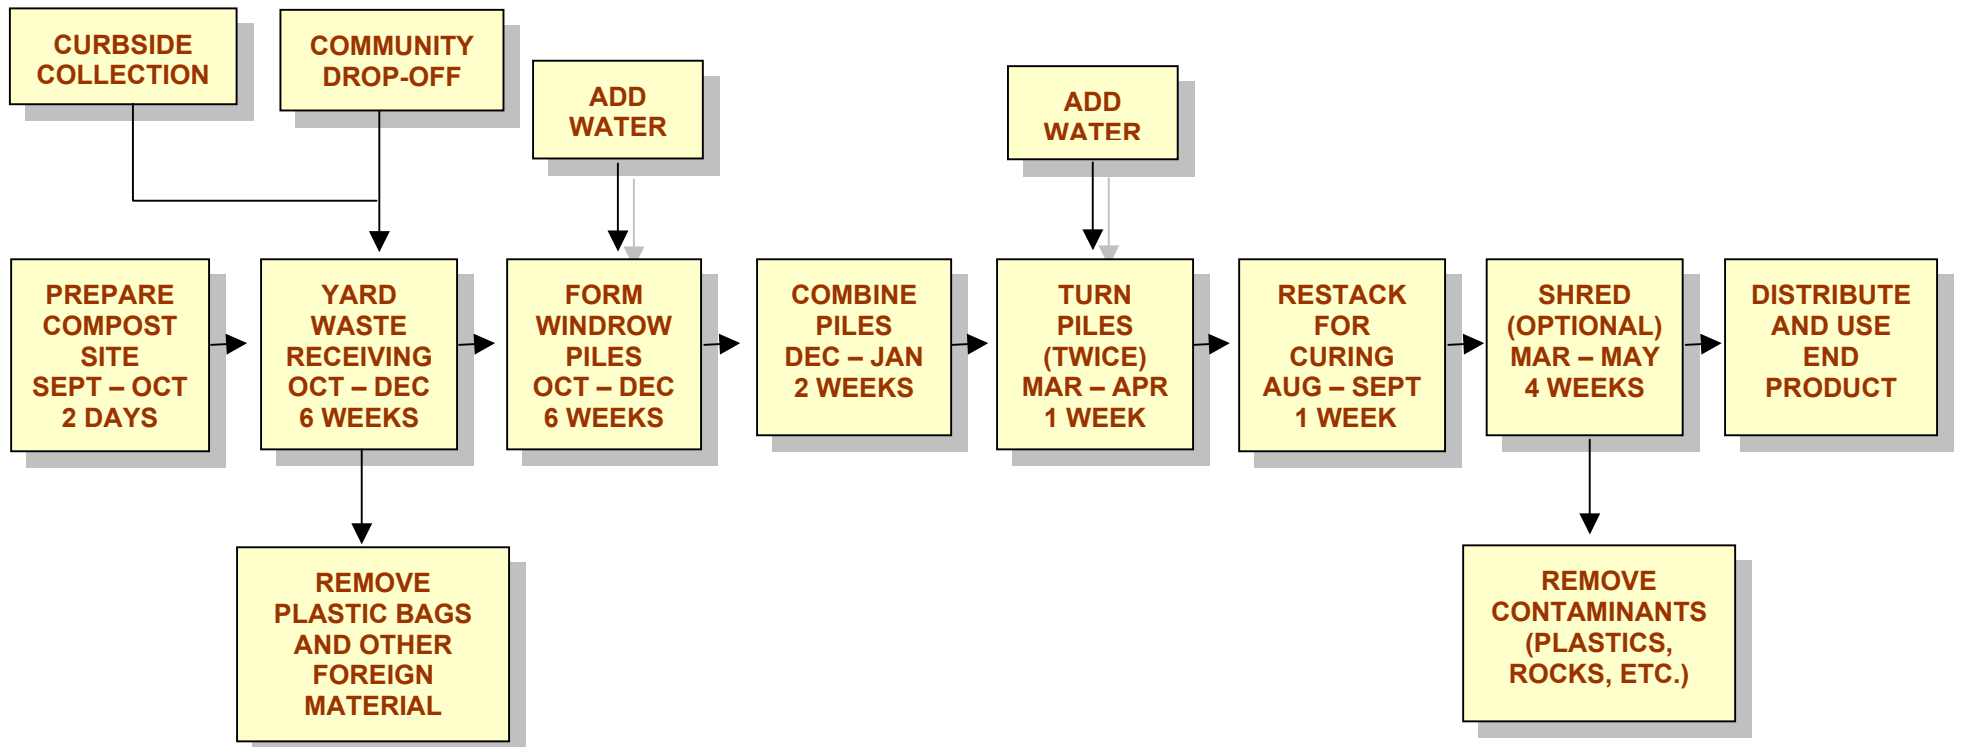 CURBSIDE
COLLECTION
COMMUNITY
DROP-OFF
ADD
WATER
ADD
WATER
PREPARE
COMPOST
SITE
SEPT – OCT
2 DAYS
YARD
WASTE
RECEIVING
OCT – DEC
6 WEEKS
FORM
WINDROW
PILES
OCT – DEC
6 WEEKS
COMBINE
PILES
DEC – JAN
2 WEEKS
TURN
PILES
(TWICE)
MAR – APR
1 WEEK
RESTACK
FOR
CURING
AUG – SEPT
1 WEEK
SHRED
(OPTIONAL)
MAR – MAY
4 WEEKS
DISTRIBUTE
AND USE
END
PRODUCT
REMOVE
PLASTIC BAGS
AND OTHER
FOREIGN
MATERIAL
REMOVE
CONTAMINANTS
(PLASTICS,
ROCKS, ETC.)